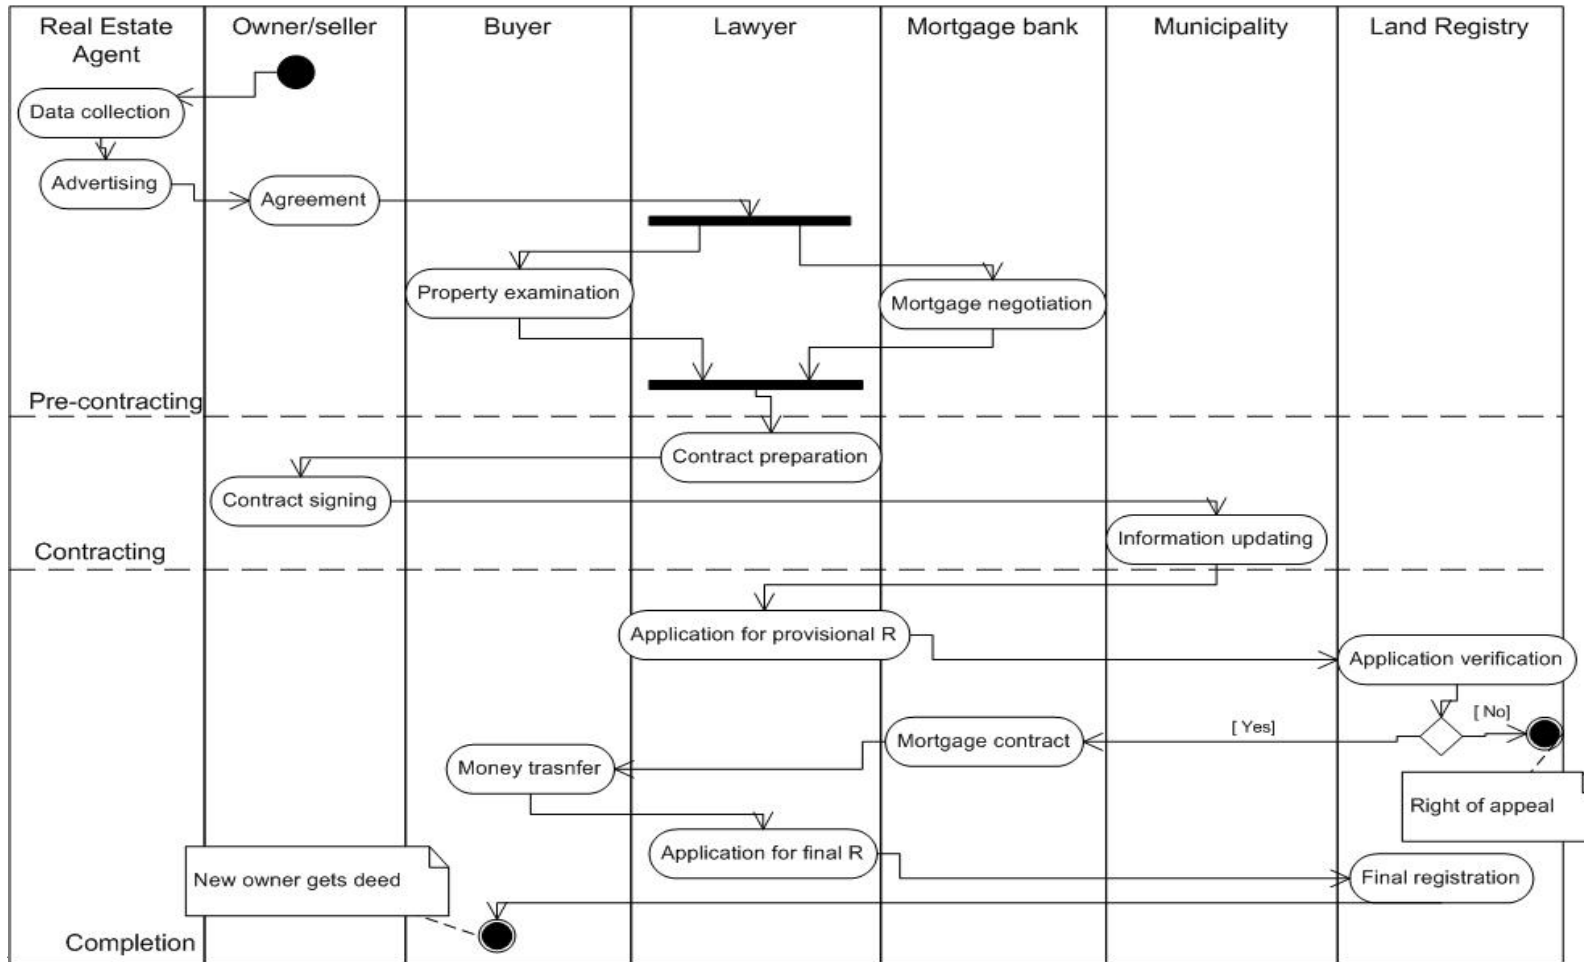 Real Estate
Agent
Owner/seller
Buyer
Lawyer
Mortgage bank
Municipality
Land Registry
Data collection
Advertising
Agreement
Property examination
Mortgage negotiation
Pre-contracting
Contract preparation
Contract signing
Information updating
Contracting
Application for provisional R
Application verification
[ No]
[ Yes]
Mortgage contract
Money trasnfer
Right of appeal
Application for final R
New owner gets deed
Final registration
Completion